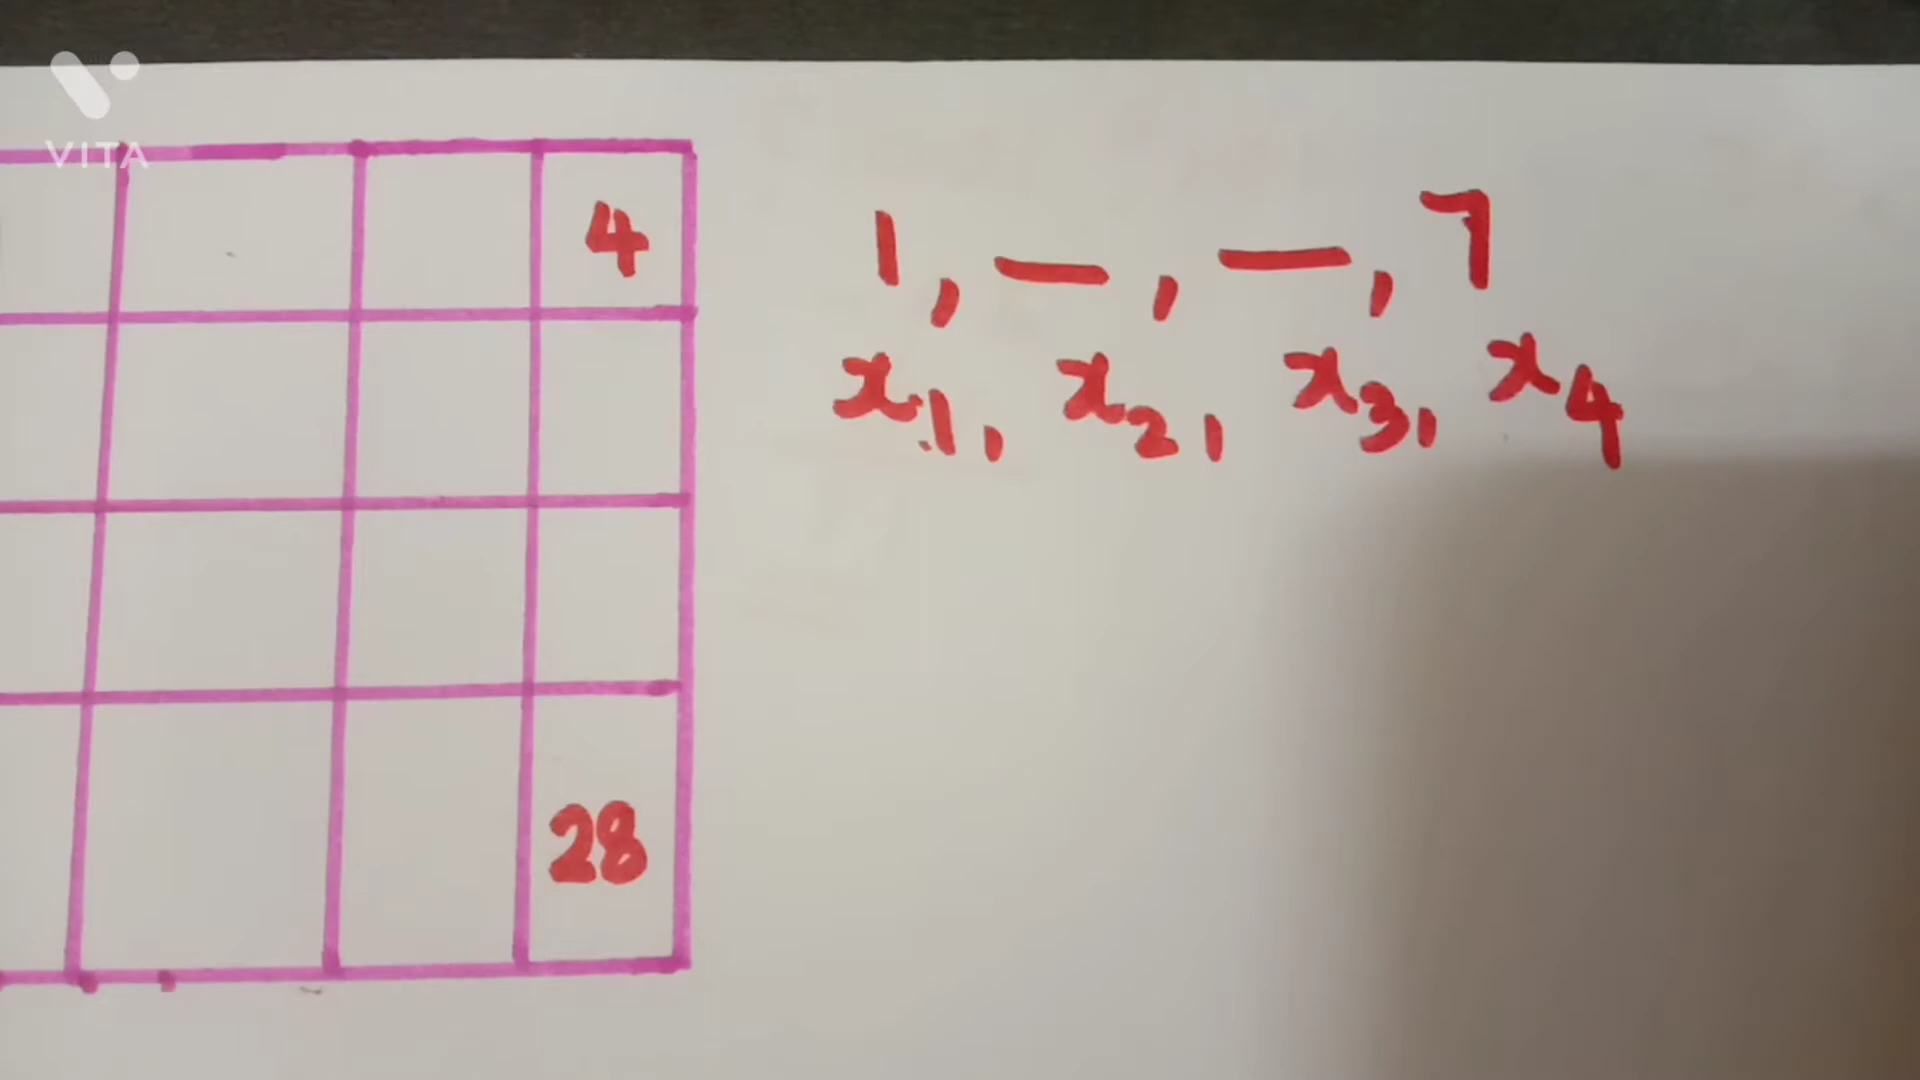 VITA
4
1, _, _, 7
x1, x2, x3, x4
28